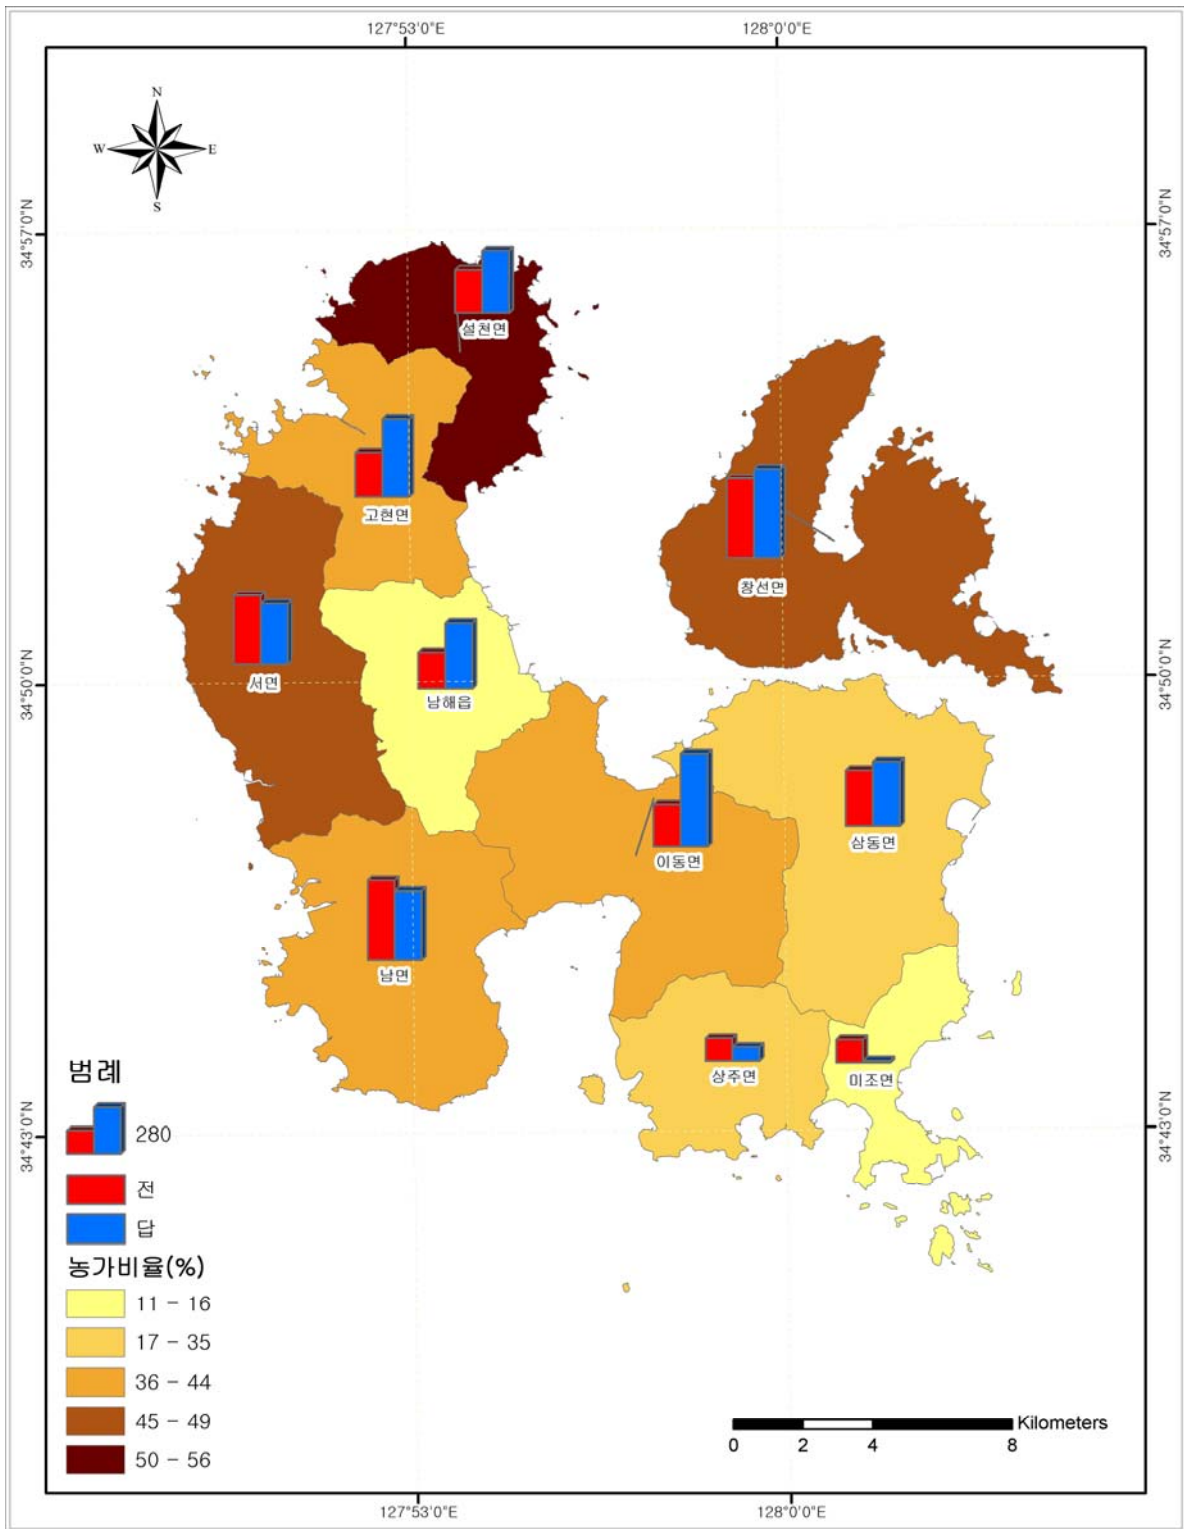 127°53'0"E
128°0'0"E
N
W
E
S
34°57'0"N
34°57'0"N
설천면
고현면
창선면
서면
남해읍
34°50'0"N
34°50'0"N
이동면
삼동면
남면
상주면
미조면
범례
280
전
답
34°43'0"N
34°43'0"N
농가비율(%)
11 - 16
17 - 35
36 - 44
45 - 49
50 - 56
Kilometers
0 2 4 8
127°53'0"E
128°0'0"E